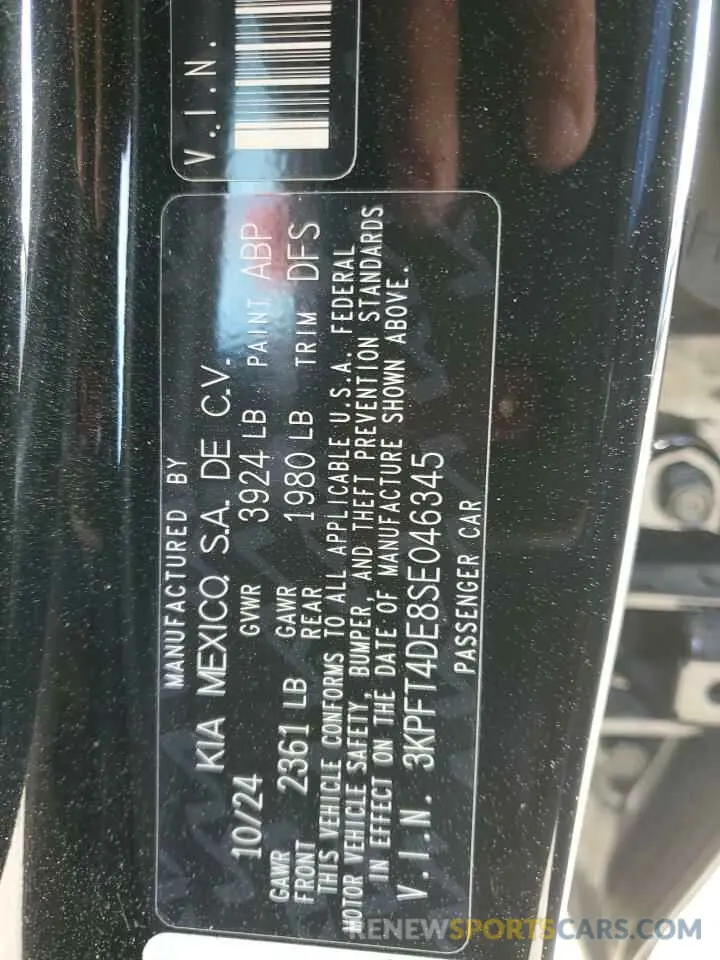 V.I.N.
MANUFACTURED BY
KIA MEXICO, S.A. DE C.V.
10/24 GVWR 3924 LB PAINT ABP
GAWR FRONT 2361 LB GAWR REAR 1980 LB TRIM DFS
THIS VEHICLE CONFORMS TO ALL APPLICABLE U.S.A. FEDERAL
MOTOR VEHICLE SAFETY, BUMPER, AND THEFT PREVENTION STANDARDS
IN EFFECT ON THE DATE OF MANUFACTURE SHOWN ABOVE.
V.I.N. 3KPFT4DE8SE046345
PASSENGER CAR
RENEWSPORTSCARS.COM